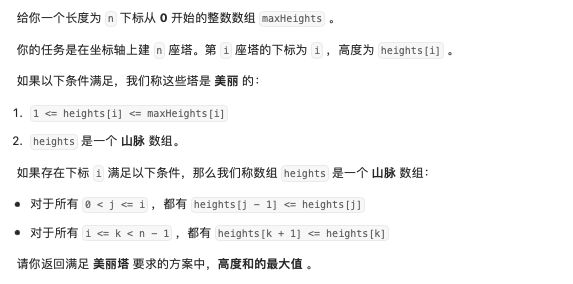 给你一个长度为 n 下标从 0 开始的整数数组 maxHeights 。
你的任务是在坐标轴上建 n 座塔。第 i 座塔的下标为 i ，高度为 heights[i] 。
如果以下条件满足，我们称这些塔是 美丽 的：
1. 1 <= heights[i] <= maxHeights[i]
2. heights 是一个 山脉 数组。
如果存在下标 i 满足以下条件，那么我们称数组 heights 是一个 山脉 数组：
• 对于所有 0 < j <= i ，都有 heights[j - 1] <= heights[j]
• 对于所有 i <= k < n - 1 ，都有 heights[k + 1] <= heights[k]
请你返回满足 美丽塔 要求的方案中，高度和的最大值 。